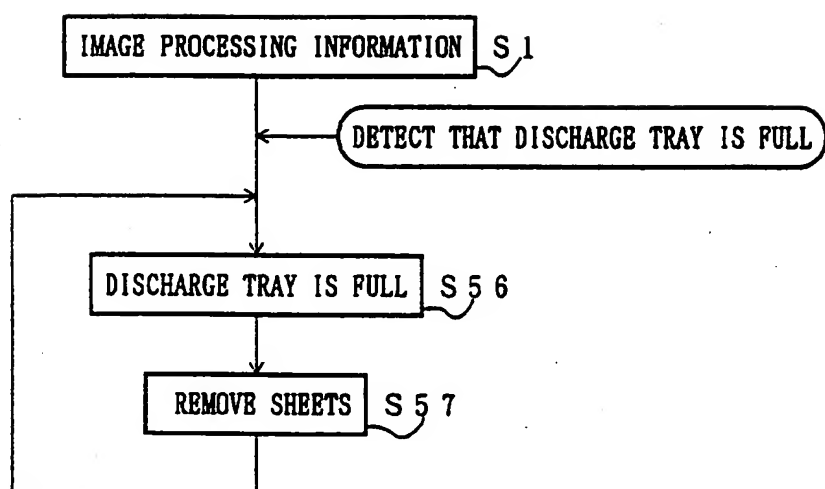 IMAGE PROCESSING INFORMATION S1
DETECT THAT DISCHARGE TRAY IS FULL
DISCHARGE TRAY IS FULL S56
REMOVE SHEETS S57